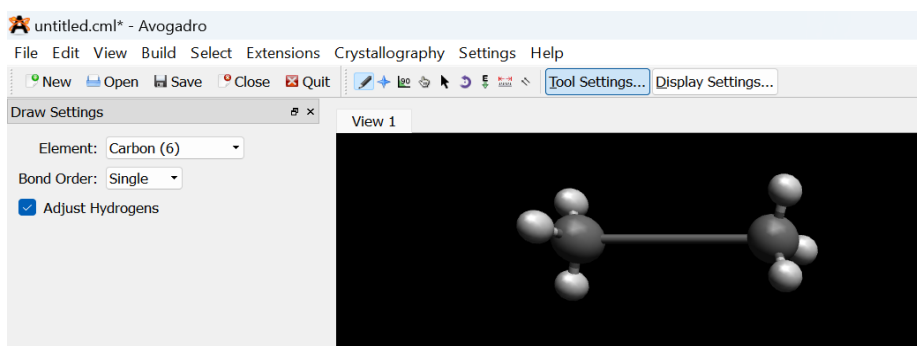 untitled.cml* - Avogadro
File Edit View Build Select Extensions Crystallography Settings Help
New Open Save Close Quit Tool Settings... Display Settings...
Draw Settings
View 1
Element: Carbon (6)
Bond Order: Single
Adjust Hydrogens